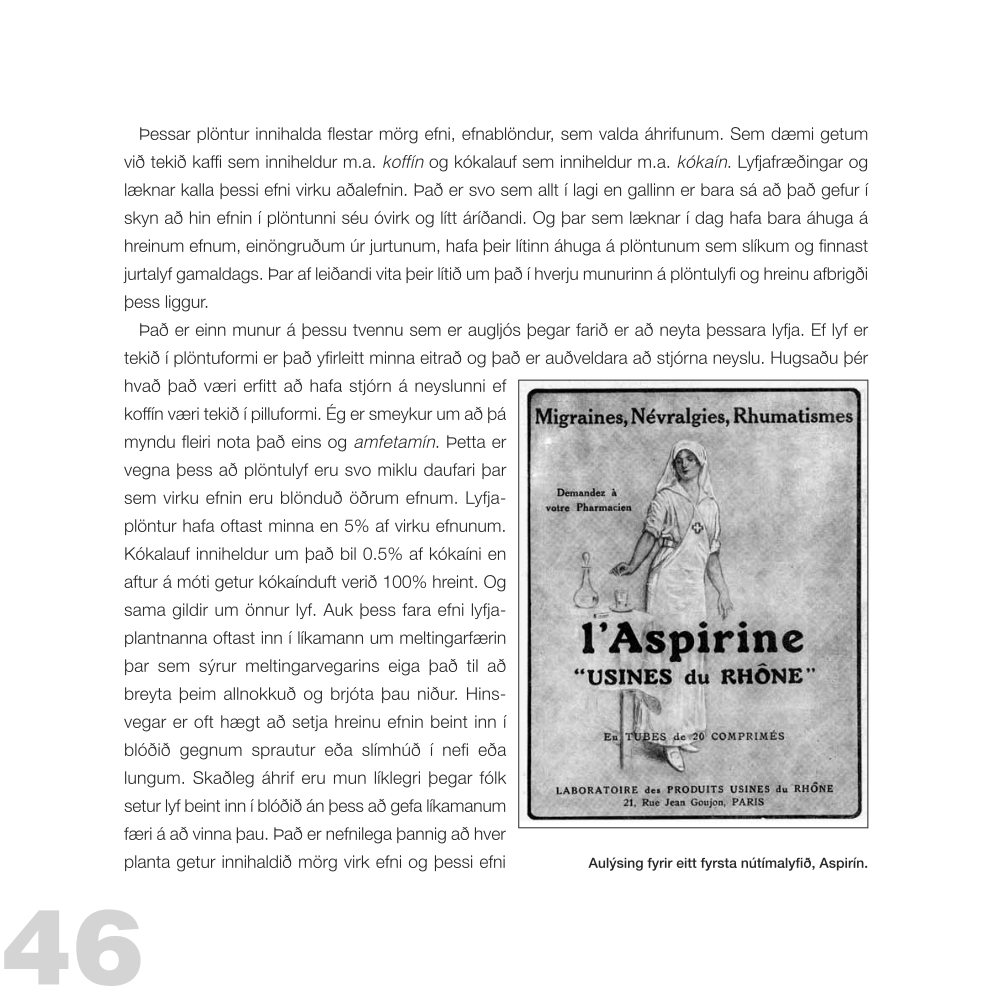 Þessar plöntur innihalda flestar mörg efni, efnablöndur, sem valda áhrifunum. Sem dæmi getum
við tekið kaffi sem inniheldur m.a. koffín og kókalauf sem inniheldur m.a. kókaín. Lyfjafræðingar og
læknar kalla þessi efni virku aðalefnin. Það er svo sem allt í lagi en gallinn er bara sá að það gefur í
skyn að hin efnin í plöntunni séu óvirk og lítt áríðandi. Og þar sem læknar í dag hafa bara áhuga á
hreinum efnum, einöngruðum úr jurtunum, hafa þeir lítinn áhuga á plöntunum sem slíkum og finnast
jurtalyf gamaldags. Þar af leiðandi vita þeir lítið um það í hverju munurinn á plöntulyfi og hreinu afbrigði
þess liggur.
Það er einn munur á þessu tvennu sem er augljós þegar farið er að neyta þessara lyfja. Ef lyf er
tekið í plöntuformi er það yfirleitt minna eitrað og það er auðveldara að stjórna neyslu. Hugsaðu þér
hvað það væri erfitt að hafa stjórn á neyslunni ef
koffín væri tekið í pilluformi. Ég er smeykur um að þá
myndu fleiri nota það eins og amfetamín. Þetta er
vegna þess að plöntulyf eru svo miklu daufari þar
sem virku efnin eru blönduð öðrum efnum. Lyfja-
plöntur hafa oftast minna en 5% af virku efnunum.
Kókalauf inniheldur um það bil 0.5% af kókaíni en
aftur á móti getur kókaínduft verið 100% hreint. Og
sama gildir um önnur lyf. Auk þess fara efni lyfja-
plantnanna oftast inn í líkamann um meltingarfærin
þar sem sýrur meltingarvegarins eiga það til að
breyta þeim allnokkuð og brjóta þau niður. Hins-
vegar er oft hægt að setja hreinu efnin beint inn í
blóðið gegnum sprautur eða slímhúð í nefi eða
lungum. Skaðleg áhrif eru mun líklegri þegar fólk
setur lyf beint inn í blóðið án þess að gefa líkamanum
færi á að vinna þau. Það er nefnilega þannig að hver
planta getur innihaldið mörg virk efni og þessi efni
Migraines, Névralgies, Rhumatismes
Demandez à
votre Pharmacien
l'Aspirine
"USINES du RHÔNE"
En TUBES de 20 COMPRIMÉS
LABORATOIRE des PRODUITS USINES du RHÔNE
21, Rue Jean Goujon, PARIS
Aulýsing fyrir eitt fyrsta nútímalyfið, Aspirín.
46